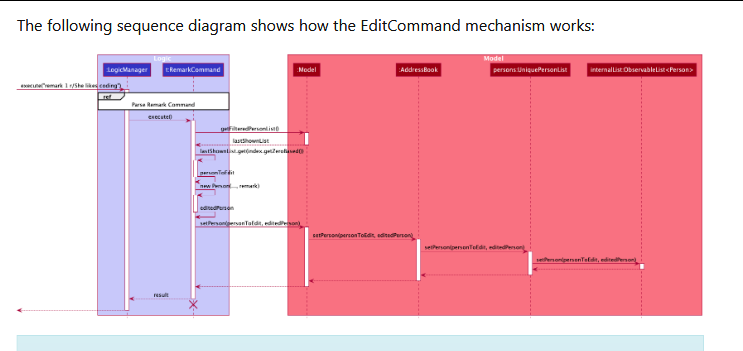 The following sequence diagram shows how the EditCommand mechanism works:
Logic
Model
:LogicManager
r:RemarkCommand
:Model
:AddressBook
persons:UniquePersonList
internalList:ObservableList<Person>
execute("remark 1 r/She likes coding")
ref
Parse Remark Command
execute()
getFilteredPersonList()
lastShownList
lastShownList.get(index.getZeroBased())
personToEdit
new Person(..., remark)
editedPerson
setPerson(personToEdit, editedPerson)
setPerson(personToEdit, editedPerson)
setPerson(personToEdit, editedPerson)
setPerson(personToEdit, editedPerson)
result